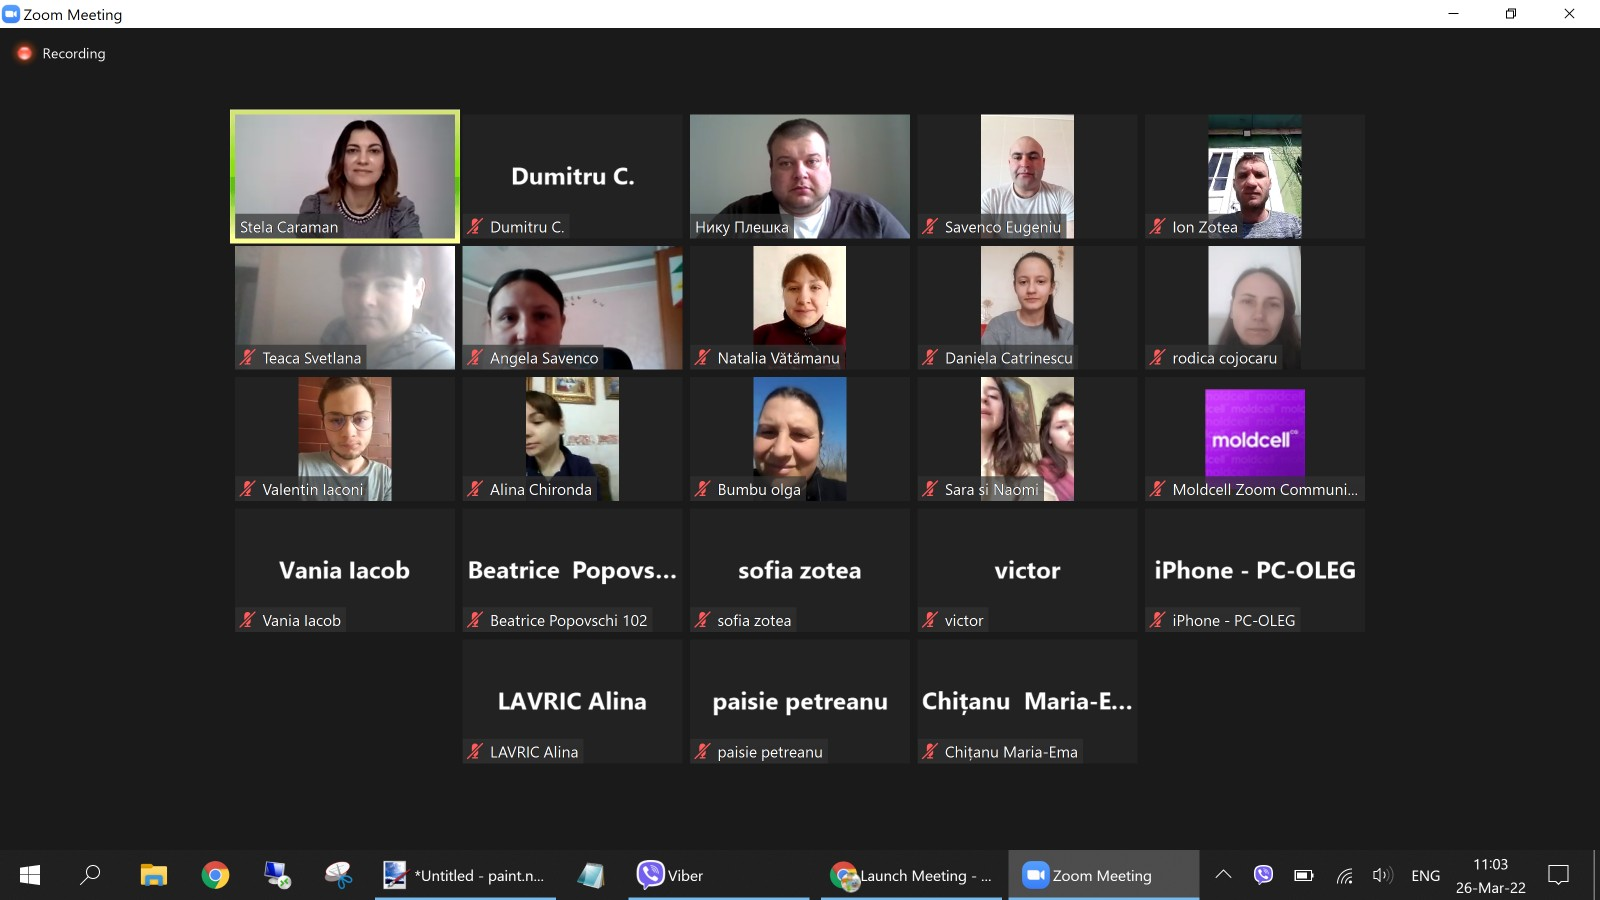 Zoom Meeting
Recording
Stela Caraman
Dumitru C.
Dumitru C.
Нику Плешка
Savenco Eugeniu
Ion Zotea
Teaca Svetlana
Angela Savenco
Natalia Vătămanu
Daniela Catrinescu
rodica cojocaru
Valentin Iaconi
Alina Chironda
Bumbu olga
Sara si Naomi
moldcell
Moldcell Zoom Communi...
Vania Iacob
Vania Iacob
Beatrice Popovs...
Beatrice Popovschi 102
sofia zotea
sofia zotea
victor
victor
iPhone - PC-OLEG
iPhone - PC-OLEG
LAVRIC Alina
LAVRIC Alina
paisie petreanu
paisie petreanu
Chițanu Maria-E...
Chițanu Maria-Ema
*Untitled - paint.n...
Viber
Launch Meeting - ...
Zoom Meeting
ENG
11:03
26-Mar-22